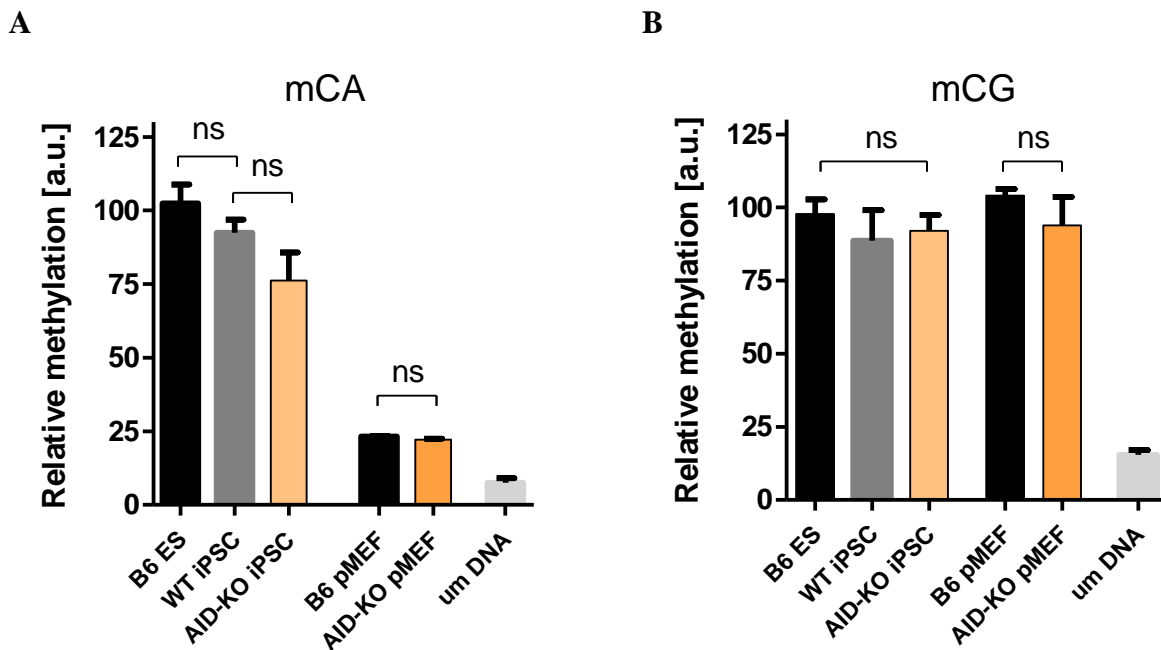 A
mCA
Relative methylation [a.u.]
125
100
75
50
25
0
ns
ns
ns
B6 ES
WT iPSC
AID-KO iPSC
B6 pMEF
AID-KO pMEF
um DNA
B
mCG
Relative methylation [a.u.]
125
100
75
50
25
0
ns
ns
B6 ES
WT iPSC
AID-KO iPSC
B6 pMEF
AID-KO pMEF
um DNA